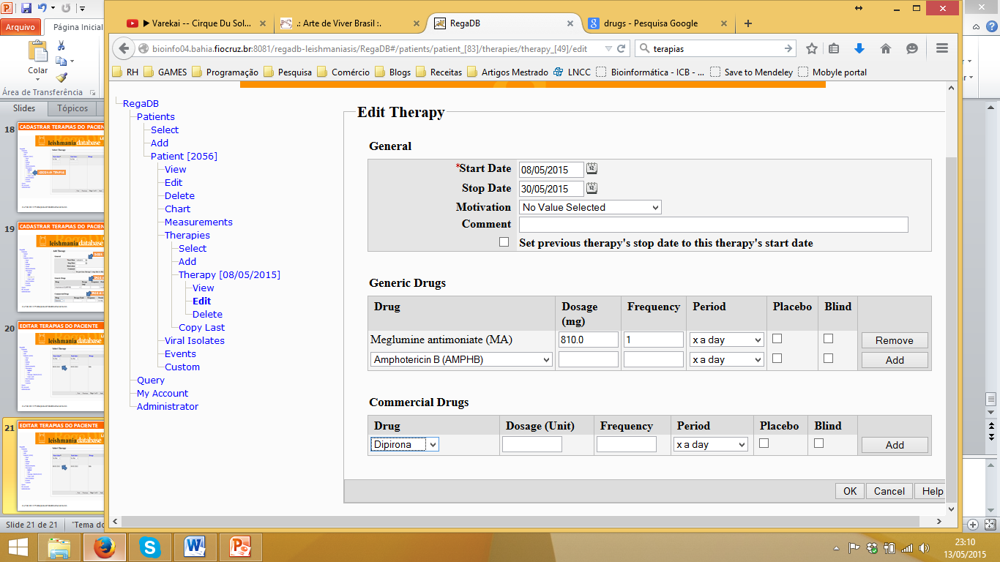 Arquivo
Página Inicial
Colar
Área de Transferência
Slides
Tópicos
18
CADASTRAR TERAPIAS DO PACIENTE
leishmania database
19
CADASTRAR TERAPIAS DO PACIENTE
leishmania database
20
EDITAR TERAPIAS DO PACIENTE
leishmania database
21
EDITAR TERAPIAS DO PACIENTE
leishmania database
Slide 21 de 21
"Tema do
▶ Varekai -- Cirque Du Sol...
.: Arte de Viver Brasil :.
RegaDB
drugs - Pesquisa Google
bioinfo04.bahia.fiocruz.br:8081/regadb-leishmaniasis/RegaDB#/patients/patient_[83]/therapies/therapy_[49]/edit
terapias
RH
GAMES
Programação
Pesquisa
Comércio
Blogs
Receitas
Artigos Mestrado
LNCC
Bioinformática - ICB - ...
Save to Mendeley
Mobyle portal
RegaDB
Patients
Select
Add
Patient [2056]
View
Edit
Delete
Chart
Measurements
Therapies
Select
Add
Therapy [08/05/2015]
View
Edit
Delete
Copy Last
Viral Isolates
Events
Custom
Query
My Account
Administrator
Edit Therapy
General
*Start Date 08/05/2015
Stop Date 30/05/2015
Motivation No Value Selected
Comment
Set previous therapy's stop date to this therapy's start date
Generic Drugs
Drug Dosage (mg) Frequency Period Placebo Blind
Meglumine antimoniate (MA) 810.0 1 x a day Remove
Amphotericin B (AMPHB) x a day Add
Commercial Drugs
Drug Dosage (Unit) Frequency Period Placebo Blind
Dipirona x a day Add
OK Cancel Help
23:10
13/05/2015